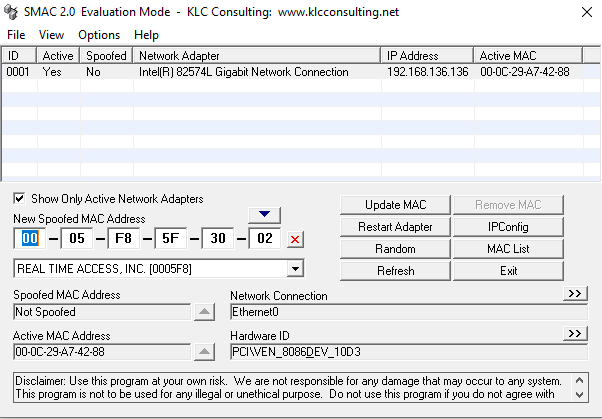 SMAC 2.0  Evaluation Mode  -  KLC Consulting:  www.klcconsulting.net
File View Options Help
ID Active Spoofed Network Adapter IP Address Active MAC
0001 Yes No Intel(R) 82574L Gigabit Network Connection 192.168.136.136 00-0C-29-A7-42-88
Show Only Active Network Adapters
New Spoofed MAC Address
00 – 05 – F8 – 5F – 30 – 02
REAL TIME ACCESS, INC. [0005F8]
Update MAC Remove MAC
Restart Adapter IPConfig
Random MAC List
Refresh Exit
Spoofed MAC Address
Not Spoofed
Network Connection >>
Ethernet0
Active MAC Address
00-0C-29-A7-42-88
Hardware ID >>
PCI\VEN_8086DEV_10D3
Disclaimer: Use this program at your own risk.  We are not responsible for any damage that may occur to any system.
This program is not to be used for any illegal or unethical purpose.  Do not use this program if you do not agree with